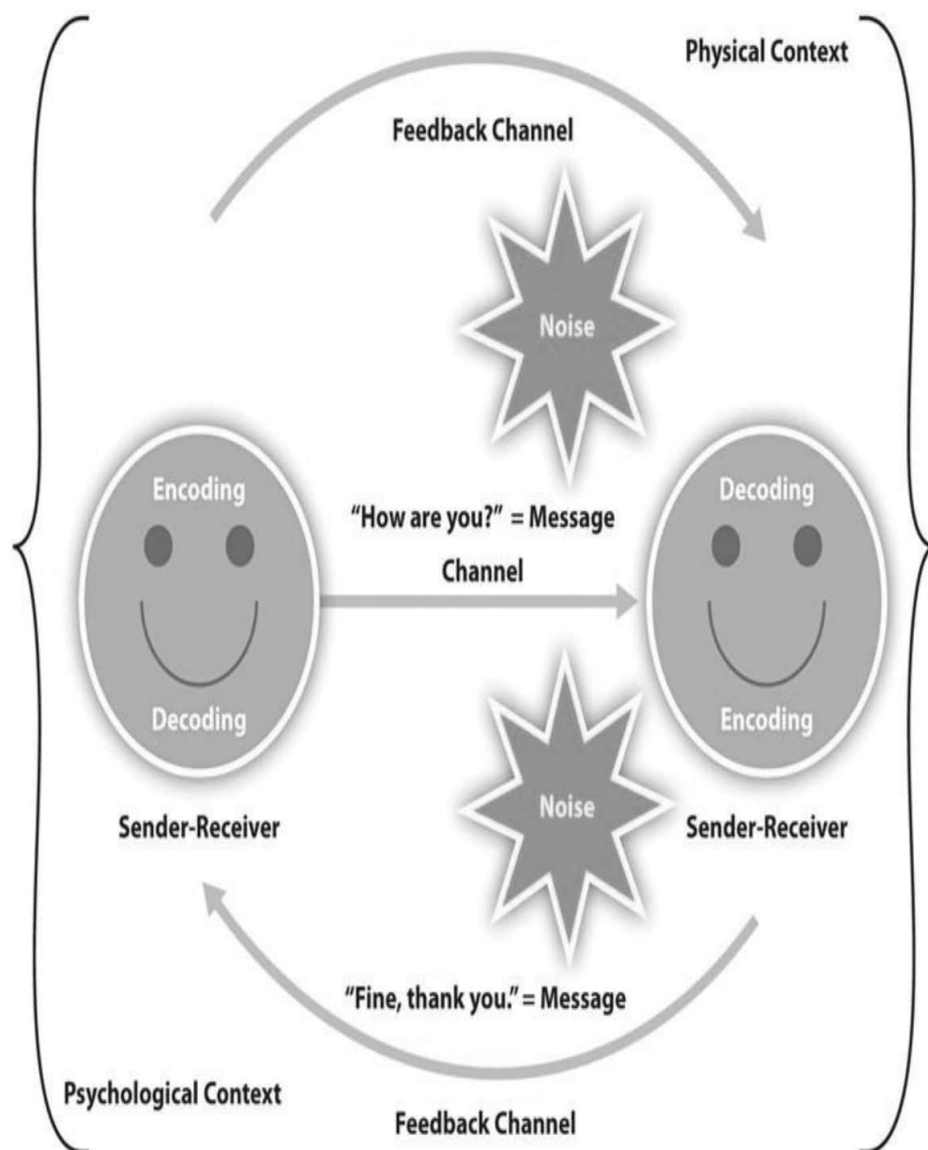 Physical Context
Feedback Channel
Noise
Encoding
Decoding
“How are you?” = Message
Channel
Decoding
Encoding
Noise
Sender-Receiver
Sender-Receiver
“Fine, thank you.” = Message
Psychological Context
Feedback Channel